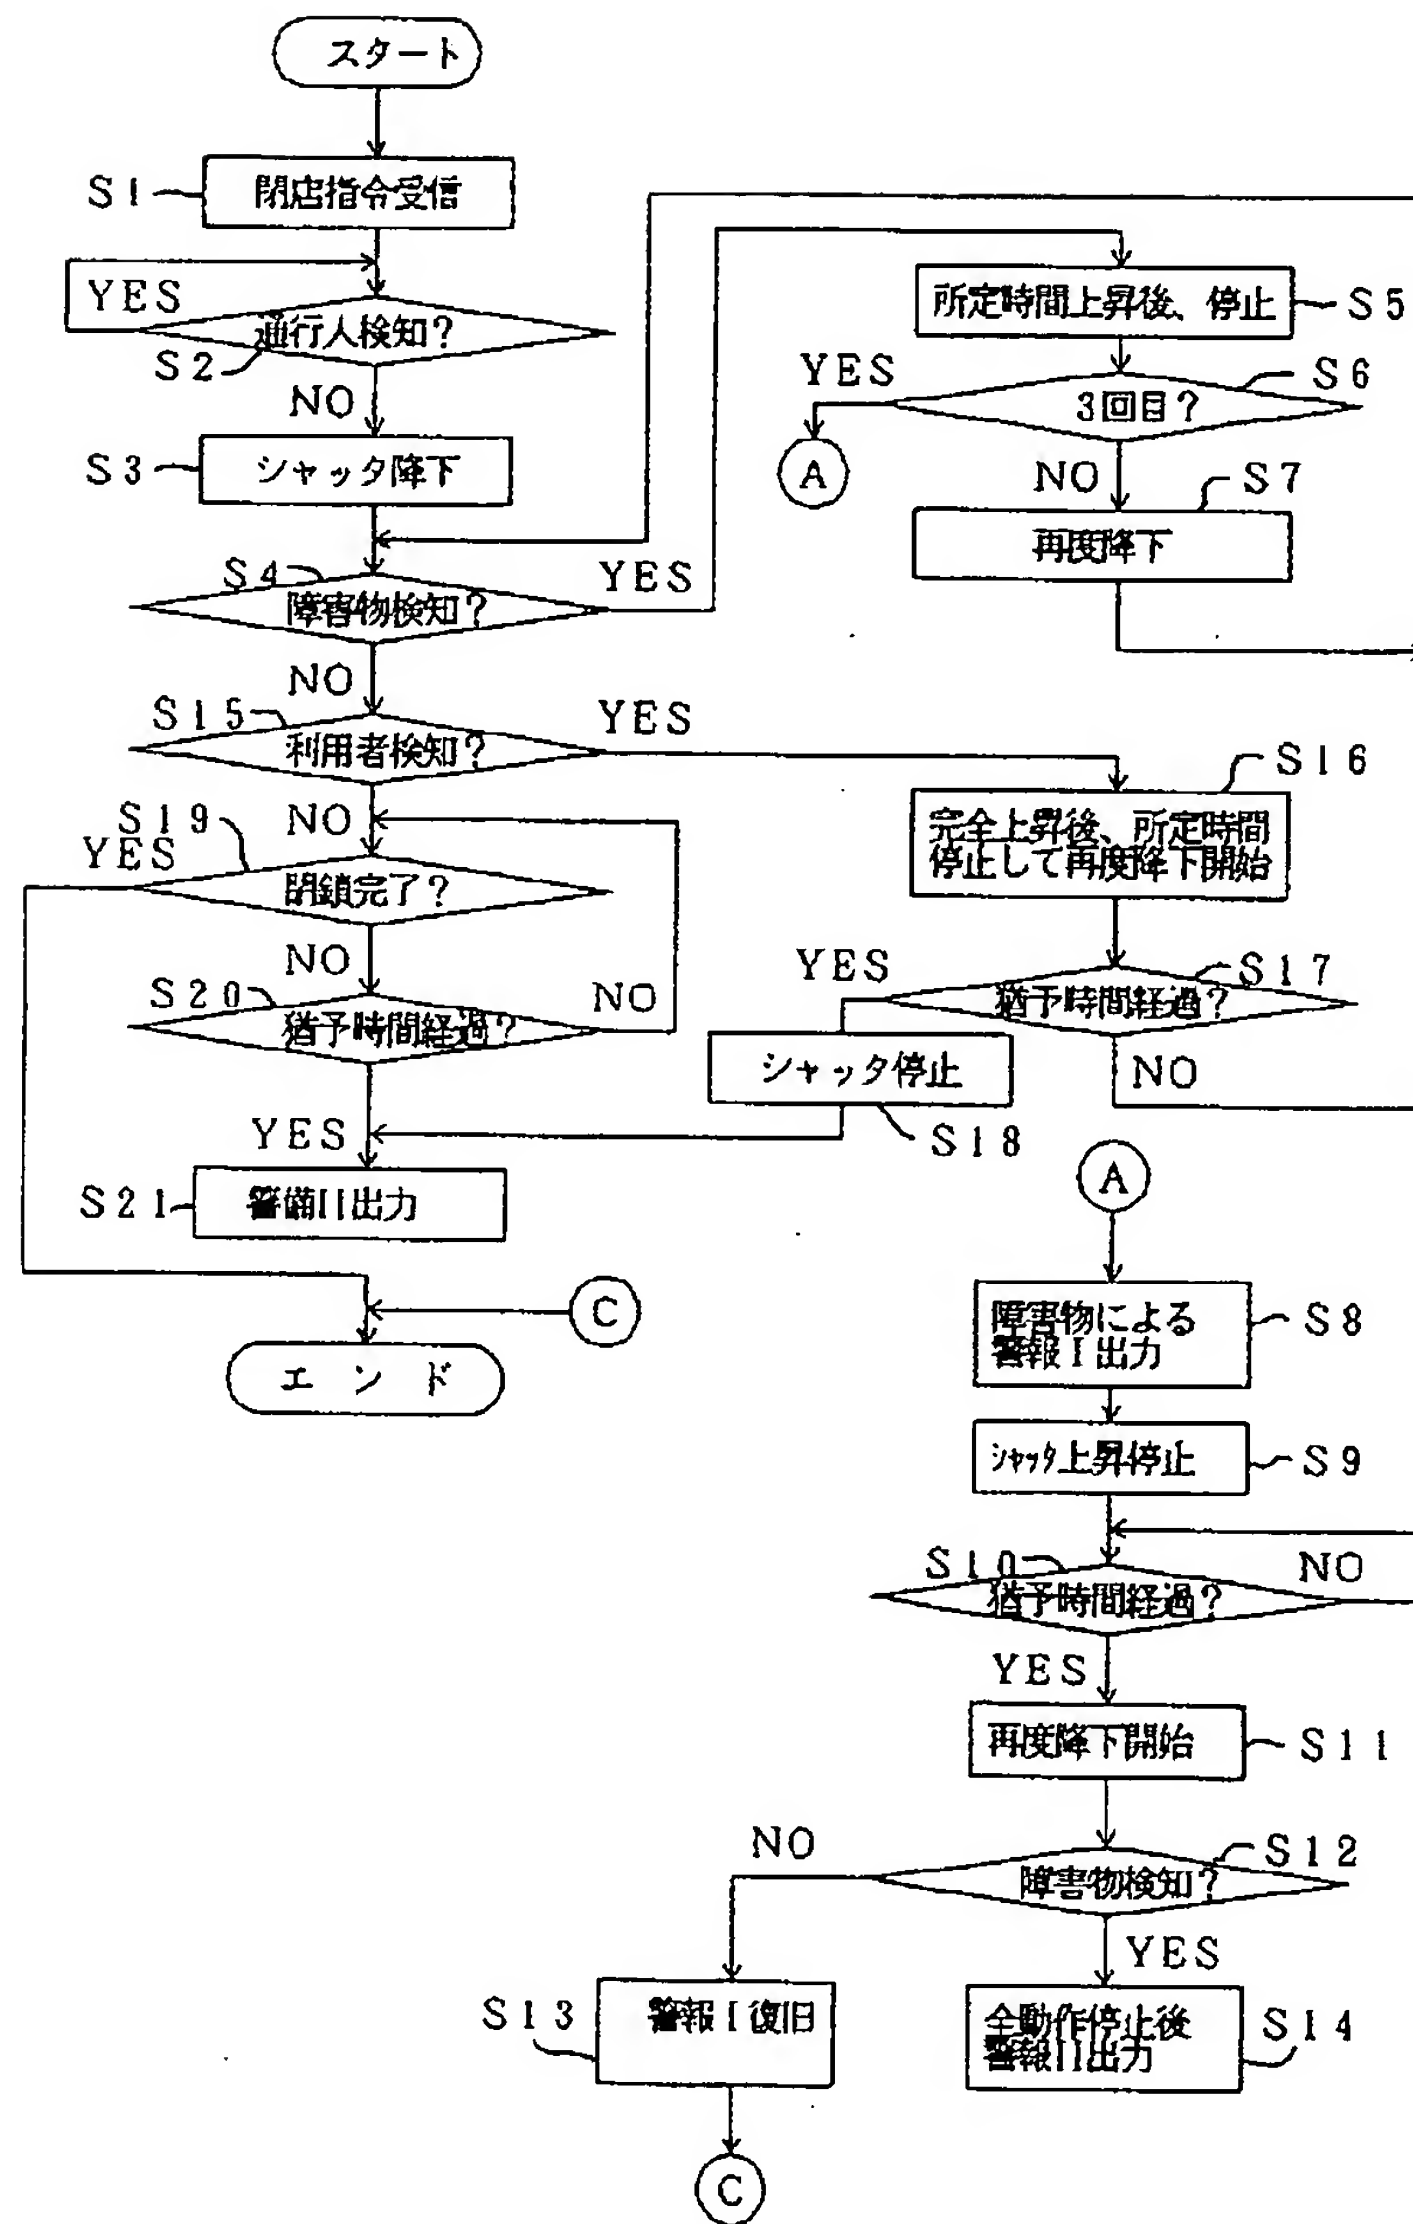 スタート
S1
閉店指令受信
YES
通行人検知?
S2
NO
S3
シャッタ降下
S4
YES
障害物検知?
NO
所定時間上昇後、停止
S5
YES
S6
3回目?
A
NO
S7
再度降下
S15
YES
利用者検知?
NO
S16
完全上昇後、所定時間
停止して再度降下開始
S19
YES
閉鎖完了?
NO
S20
NO
猶予時間経過?
YES
YES
S17
猶予時間経過?
NO
シャッタ停止
S18
S21
警備II出力
C
エンド
A
障害物による
警報I出力
S8
シャッタ上昇停止
S9
S10
NO
猶予時間経過?
YES
再度降下開始
S11
NO
S12
障害物検知?
YES
S13
警報I復旧
全動作停止後
警報II出力
S14
C